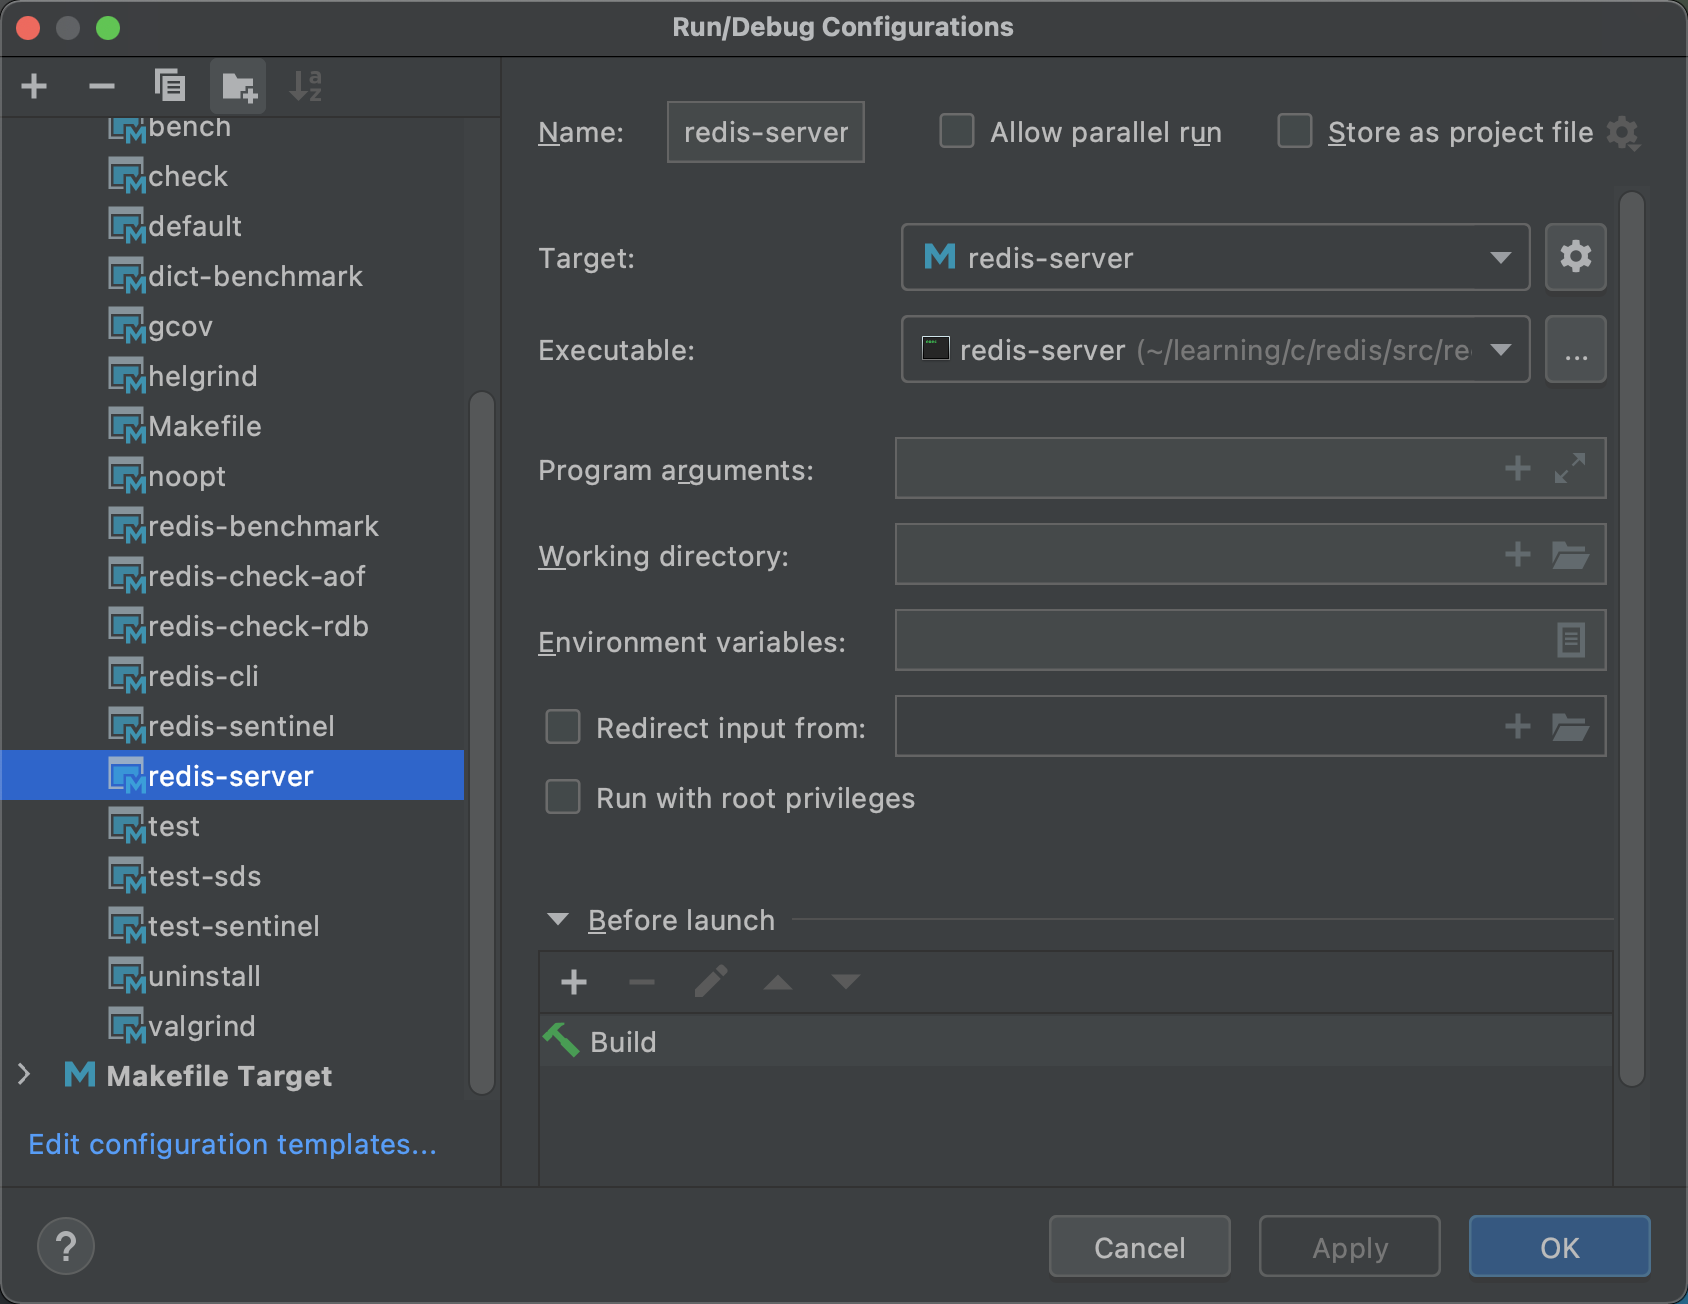 Run/Debug Configurations
bench
check
default
dict-benchmark
gcov
helgrind
Makefile
noopt
redis-benchmark
redis-check-aof
redis-check-rdb
redis-cli
redis-sentinel
redis-server
test
test-sds
test-sentinel
uninstall
valgrind
Makefile Target
Edit configuration templates...
Name: redis-server Allow parallel run Store as project file
Target: redis-server
Executable: redis-server (~/learning/c/redis/src/re ...
Program arguments:
Working directory:
Environment variables:
Redirect input from:
Run with root privileges
Before launch
Build
? Cancel Apply OK